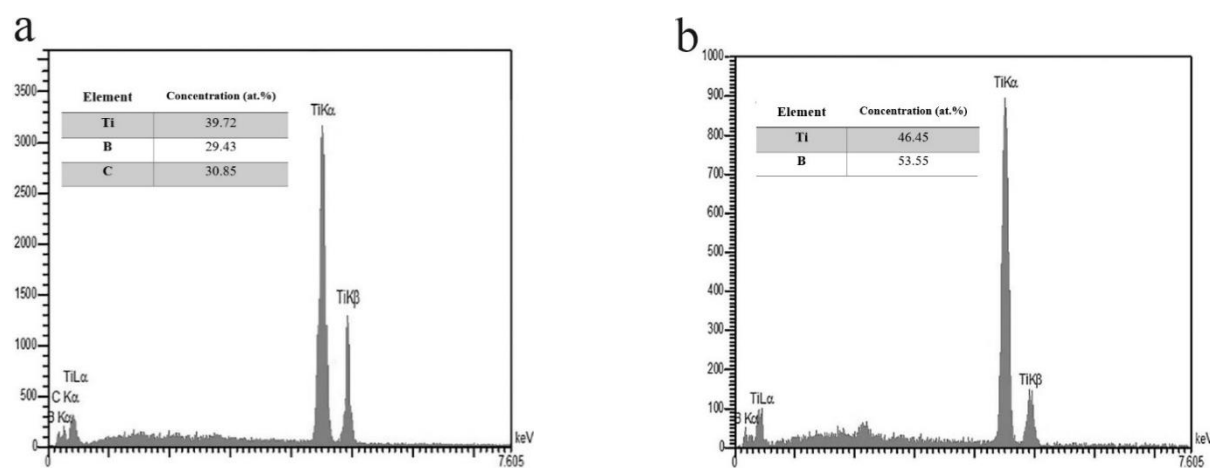 a
3500
3000
2500
2000
1500
1000
500
0
Element Concentration (at.%)
Ti 39.72
B 29.43
C 30.85
TiKα
TiKβ
TiLα
C Kα
B Kα
keV
0 7.605
b
1000
900
800
700
600
500
400
300
200
100
0
Element Concentration (at.%)
Ti 46.45
B 53.55
TiKα
TiKβ
TiLα
B Kα
keV
0 7.605